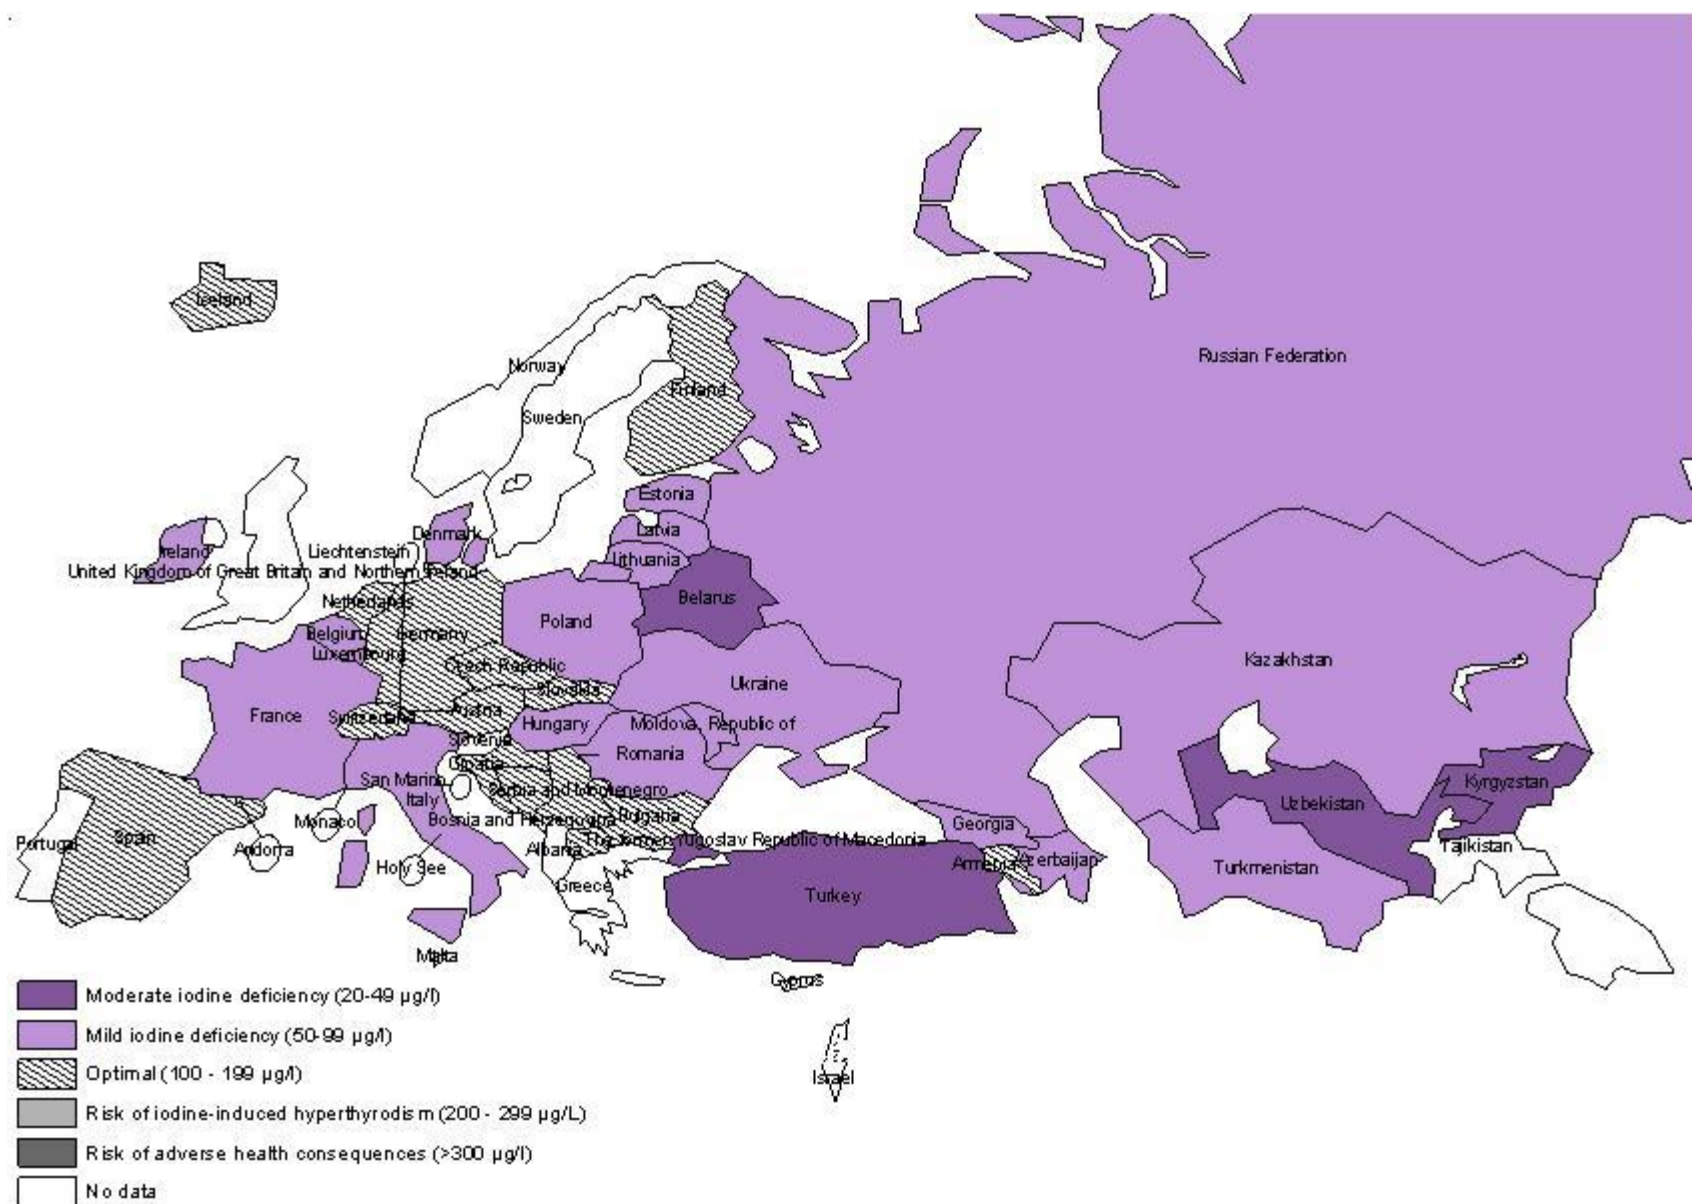 Iceland
Russian Federation
Norway
Finland
Sweden
Estonia
Denmark
Latvia
Ireland
Liechtenstein
Lithuania
United Kingdom of Great Britain and Northern Ireland
Belarus
Netherlands
Poland
Belgium
Germany
Luxembourg
Kazakhstan
Czech Republic
Ukraine
Slovakia
Austria
France
Switzerland
Hungary
Moldova, Republic of
Slovenia
Romania
Croatia
San Marino
Kyrgyzstan
Serbia and Montenegro
Italy
Uzbekistan
Bosnia and Herzegovina
Bulgaria
Monaco
Georgia
Spain
Portugal
The former Yugoslav Republic of Macedonia
Andorra
Albania
Tajikistan
Armenia
Azerbaijan
Holy See
Turkmenistan
Greece
Turkey
Malta
Cyprus
Israel
Moderate iodine deficiency (20-49 µg/l)
Mild iodine deficiency (50-99 µg/l)
Optimal (100 - 199 µg/l)
Risk of iodine-induced hyperthyrodism (200 - 299 µg/L)
Risk of adverse health consequences (>300 µg/l)
No data